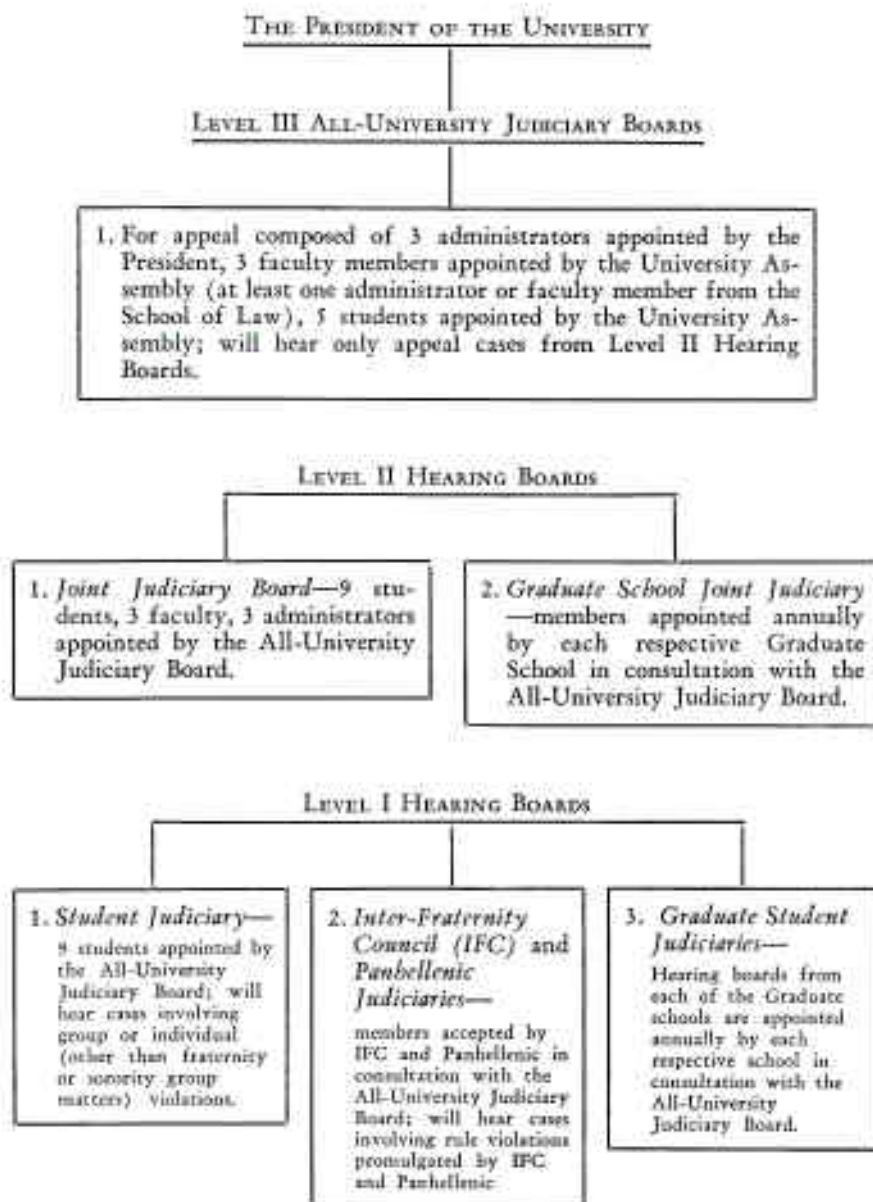 THE PRESIDENT OF THE UNIVERSITY
LEVEL III ALL-UNIVERSITY JUDICIARY BOARDS
1. For appeal composed of 3 administrators appointed by the
President, 3 faculty members appointed by the University As-
sembly (at least one administrator or faculty member from the
School of Law), 5 students appointed by the University As-
sembly; will hear only appeal cases from Level II Hearing
Boards.
LEVEL II HEARING BOARDS
1. Joint Judiciary Board—9 stu-
dents, 3 faculty, 3 administrators
appointed by the All-University
Judiciary Board.
2. Graduate School Joint Judiciary
—members appointed annually
by each respective Graduate
School in consultation with the
All-University Judiciary Board.
LEVEL I HEARING BOARDS
1. Student Judiciary—
9 students appointed by
the All-University
Judiciary Board; will
hear cases involving
group or individual
(other than fraternity
or sorority group
matters) violations.
2. Inter-Fraternity
Council (IFC) and
Panhellenic
Judiciaries—
members accepted by
IFC and Panhellenic in
consultation with the
All-University Judiciary
Board; will hear cases
involving rule violations
promulgated by IFC
and Panhellenic
3. Graduate Student
Judiciaries—
Hearing boards from
each of the Graduate
schools are appointed
annually by each
respective school in
consultation with the
All-University
Judiciary Board.